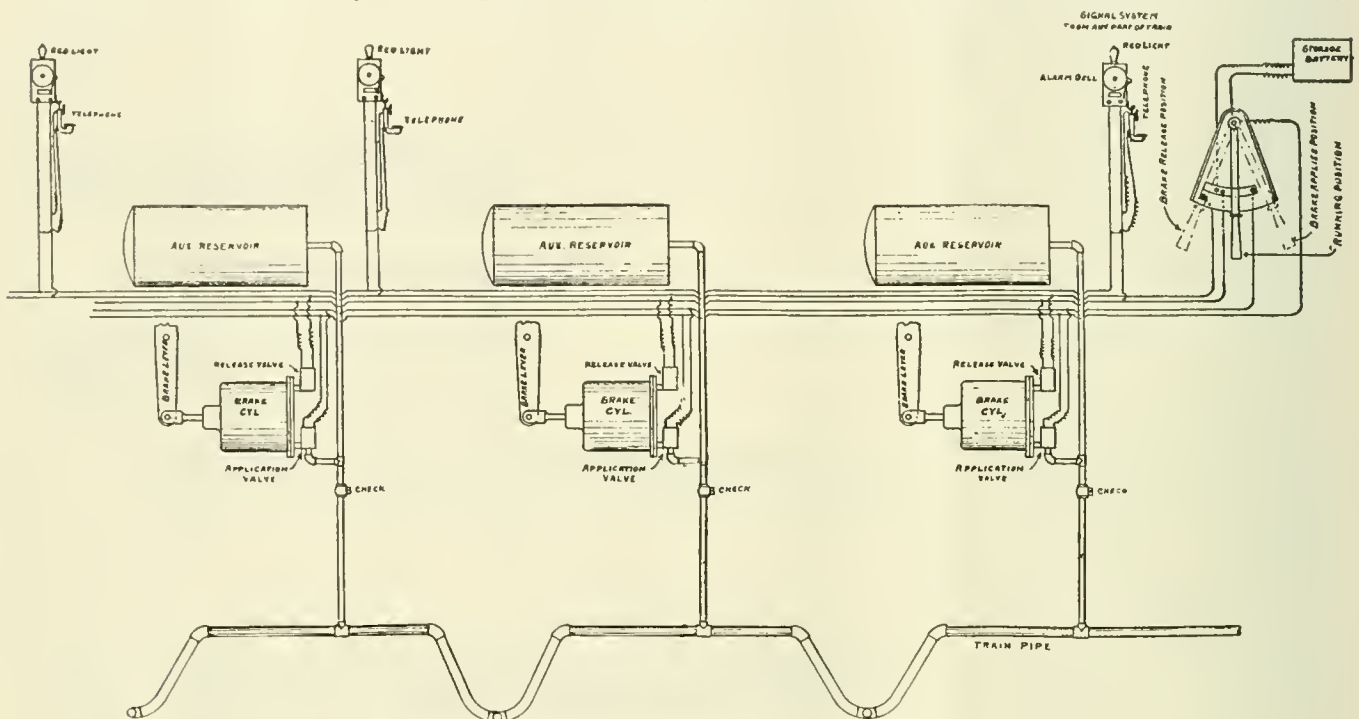 SIGNAL SYSTEM
TO OR ANY PART OF TRAIN
RED LIGHT
RED LIGHT
RED LIGHT
STORAGE
BATTERY
ALARM BELL
TELEPHONE
TELEPHONE
TELEPHONE
BRAKE RELEASE POSITION
BRAKE APPLIED POSITION
RUNNING POSITION
AUX RESERVOIR
AUX. RESERVOIR
AUX RESERVOIR
BRAKE LEVER
RELEASE VALVE
BRAKE
CYL
BRAKE LEVER
RELEASE VALVE
BRAKE
CYL.
BRAKE LEVER
RELEASE VALVE
BRAKE
CYL,
APPLICATION
VALVE
APPLICATION
VALVE
APPLICATION
VALVE
CHECK
CHECK
CHECO
TRAIN PIPE